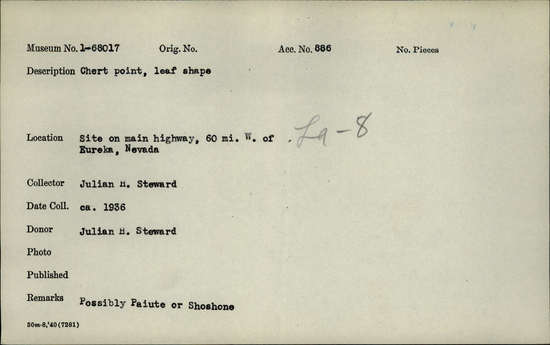 Museum No. 1-68017 Orig. No. Acc. No. 886 No. Pieces
Description Chert point, leaf shape
Location Site on main highway, 60 mi. W. of La-8
Eureka, Nevada
Collector Julian H. Steward
Date Coll. ca. 1936
Donor Julian H. Steward
Photo
Published
Remarks Possibly Paiute or Shoshone
30m-8,'40(7281)